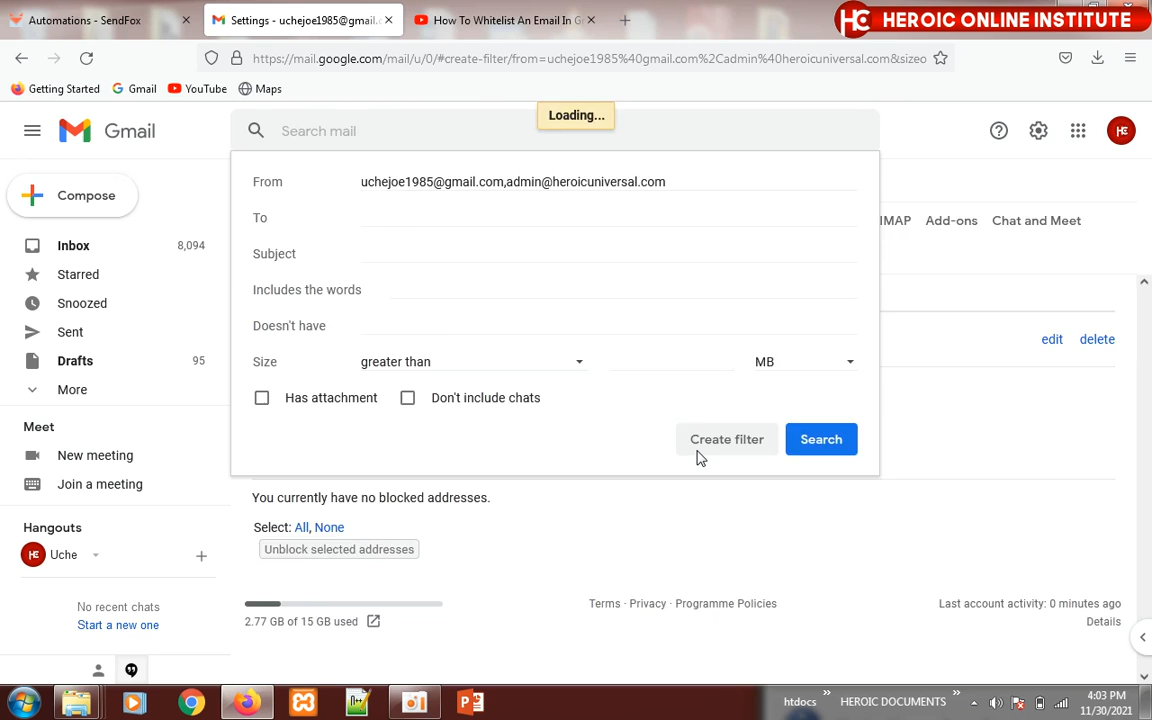 Automations - SendFox
Settings - uchejoe1985@gmail.c
How To Whitelist An Email In Gr
HC HEROIC ONLINE INSTITUTE
https://mail.google.com/mail/u/0/#create-filter/from=uchejoe1985%40gmail.com%2Cadmin%40heroicuniversal.com&sizeo
Getting Started
Gmail
YouTube
Maps
Loading...
Gmail
Search mail
Compose
From uchejoe1985@gmail.com,admin@heroicuniversal.com
To
Subject
Includes the words
Doesn't have
Size greater than MB
Has attachment Don't include chats
Create filter Search
IMAP Add-ons Chat and Meet
edit delete
Inbox 8,094
Starred
Snoozed
Sent
Drafts 95
More
Meet
New meeting
Join a meeting
Hangouts
Uche
No recent chats
Start a new one
You currently have no blocked addresses.
Select: All, None
Unblock selected addresses
2.77 GB of 15 GB used
Terms · Privacy · Programme Policies
Last account activity: 0 minutes ago
Details
htdocs
HEROIC DOCUMENTS
4:03 PM
11/30/2021